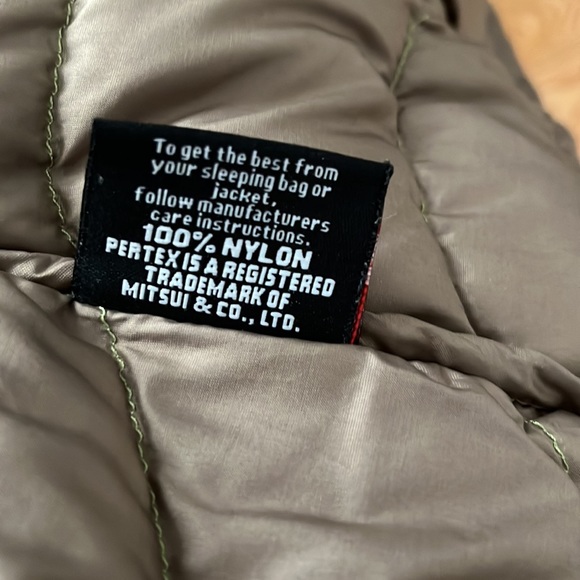 To get the best from
your sleeping bag or
jacket,
follow manufacturers
care instructions.
100% NYLON
PERTEX IS A REGISTERED
TRADEMARK OF
MITSUI & CO., LTD.